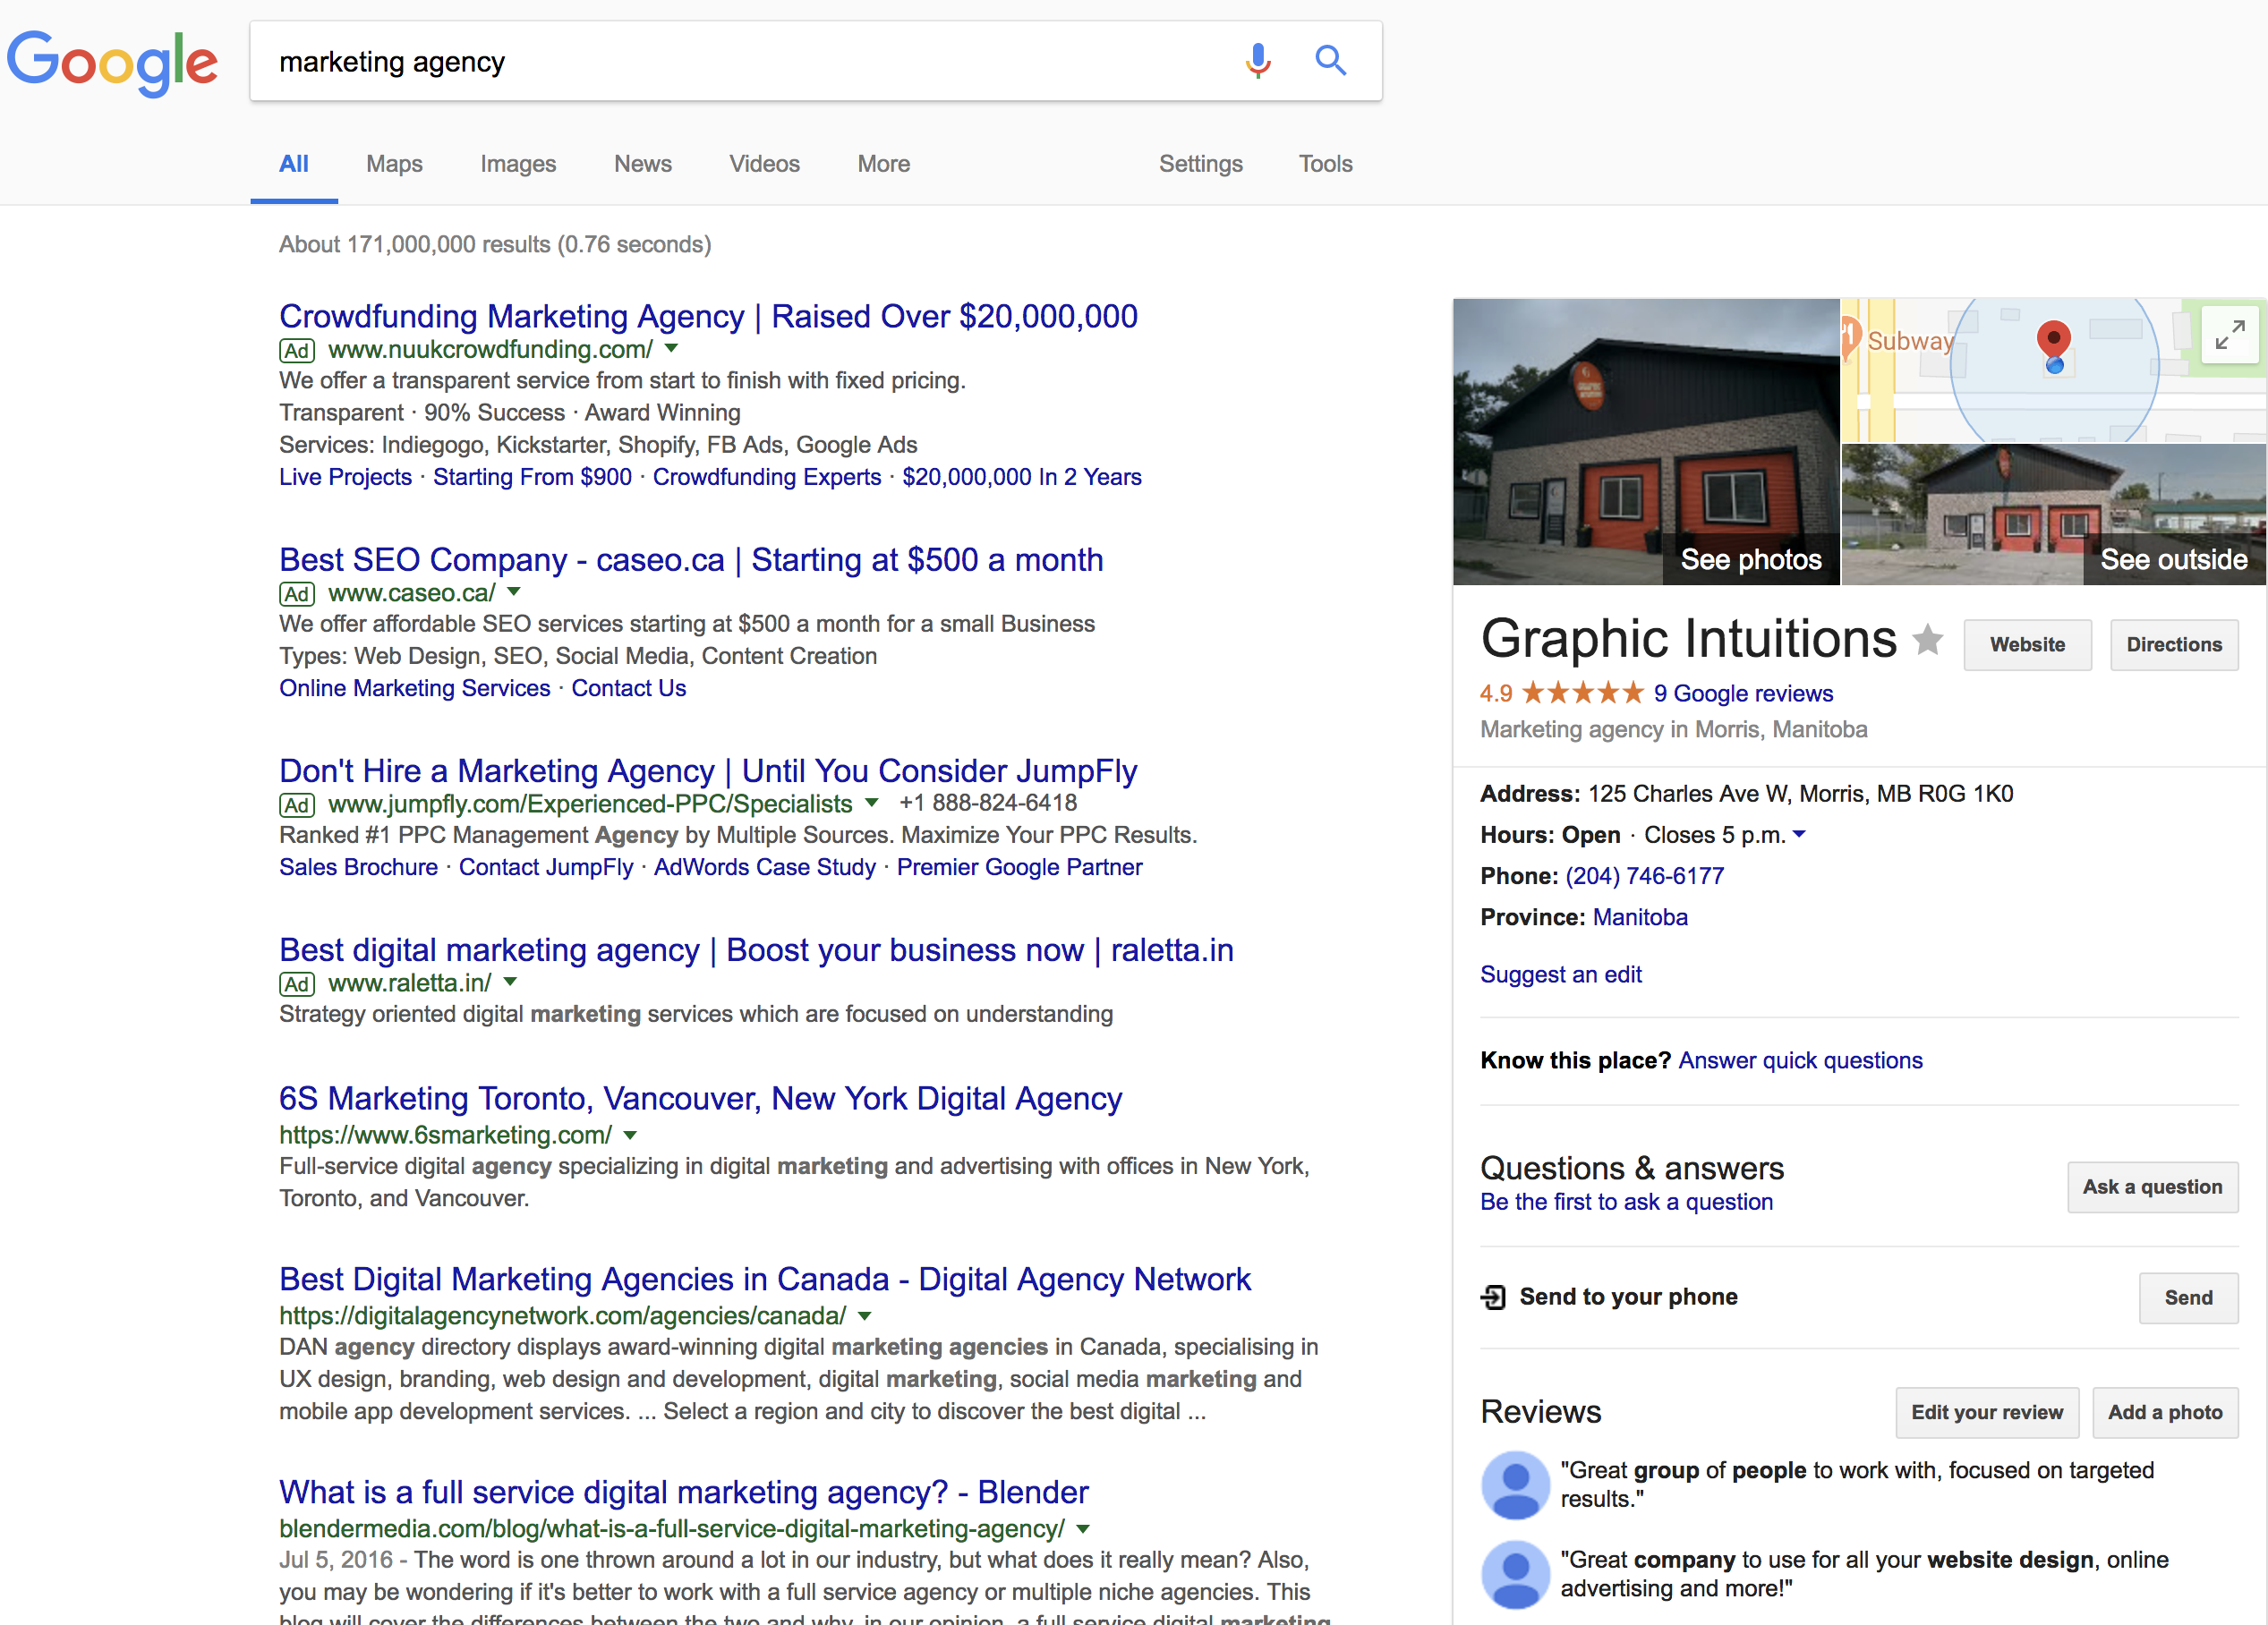 Google
marketing agency
All Maps Images News Videos More Settings Tools
About 171,000,000 results (0.76 seconds)
Crowdfunding Marketing Agency | Raised Over $20,000,000
Ad www.nuukcrowdfunding.com/
We offer a transparent service from start to finish with fixed pricing.
Transparent · 90% Success · Award Winning
Services: Indiegogo, Kickstarter, Shopify, FB Ads, Google Ads
Live Projects · Starting From $900 · Crowdfunding Experts · $20,000,000 In 2 Years
Best SEO Company - caseo.ca | Starting at $500 a month
Ad www.caseo.ca/
We offer affordable SEO services starting at $500 a month for a small Business
Types: Web Design, SEO, Social Media, Content Creation
Online Marketing Services · Contact Us
Don't Hire a Marketing Agency | Until You Consider JumpFly
Ad www.jumpfly.com/Experienced-PPC/Specialists +1 888-824-6418
Ranked #1 PPC Management Agency by Multiple Sources. Maximize Your PPC Results.
Sales Brochure · Contact JumpFly · AdWords Case Study · Premier Google Partner
Best digital marketing agency | Boost your business now | raletta.in
Ad www.raletta.in/
Strategy oriented digital marketing services which are focused on understanding
6S Marketing Toronto, Vancouver, New York Digital Agency
https://www.6smarketing.com/
Full-service digital agency specializing in digital marketing and advertising with offices in New York,
Toronto, and Vancouver.
Best Digital Marketing Agencies in Canada - Digital Agency Network
https://digitalagencynetwork.com/agencies/canada/
DAN agency directory displays award-winning digital marketing agencies in Canada, specialising in
UX design, branding, web design and development, digital marketing, social media marketing and
mobile app development services. ... Select a region and city to discover the best digital ...
What is a full service digital marketing agency? - Blender
blendermedia.com/blog/what-is-a-full-service-digital-marketing-agency/
Jul 5, 2016 - The word is one thrown around a lot in our industry, but what does it really mean? Also,
you may be wondering if it's better to work with a full service agency or multiple niche agencies. This
blog will cover the differences between the two and why, in our opinion, a full service digital marketing
Subway
See photos
See outside
Graphic Intuitions
Website
Directions
4.9 9 Google reviews
Marketing agency in Morris, Manitoba
Address: 125 Charles Ave W, Morris, MB R0G 1K0
Hours: Open · Closes 5 p.m.
Phone: (204) 746-6177
Province: Manitoba
Suggest an edit
Know this place? Answer quick questions
Questions & answers
Be the first to ask a question
Ask a question
Send to your phone
Send
Reviews
Edit your review
Add a photo
"Great group of people to work with, focused on targeted
results."
"Great company to use for all your website design, online
advertising and more!"